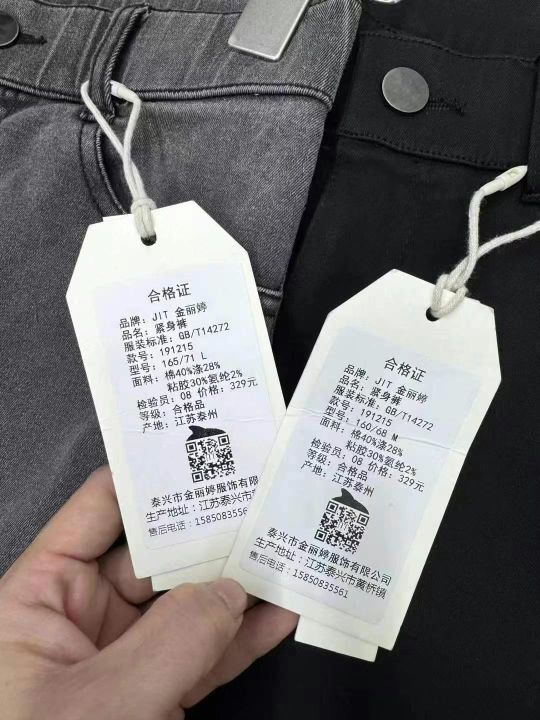 合格证
品牌：JIT 金丽婷
品名：紧身裤
服装标准：GB/T14272
款号：191215
型号：165/71 L
面料：棉40%涤28%
粘胶30%氨纶2%
检验员：08 价格：329元
等级：合格品
产地：江苏泰州
泰兴市金丽婷服饰有限
生产地址：江苏泰兴市黄
售后电话：1585083556
合格证
品牌：JIT 金丽婷
品名：紧身裤
服装标准：GB/T14272
款号：191215
型号：160/68 M
面料：棉40%涤28%
粘胶30%氨纶2%
检验员：08 价格：329元
等级：合格品
产地：江苏泰州
泰兴市金丽婷服饰有限公司
生产地址：江苏泰兴市黄桥镇
售后电话：15850835561